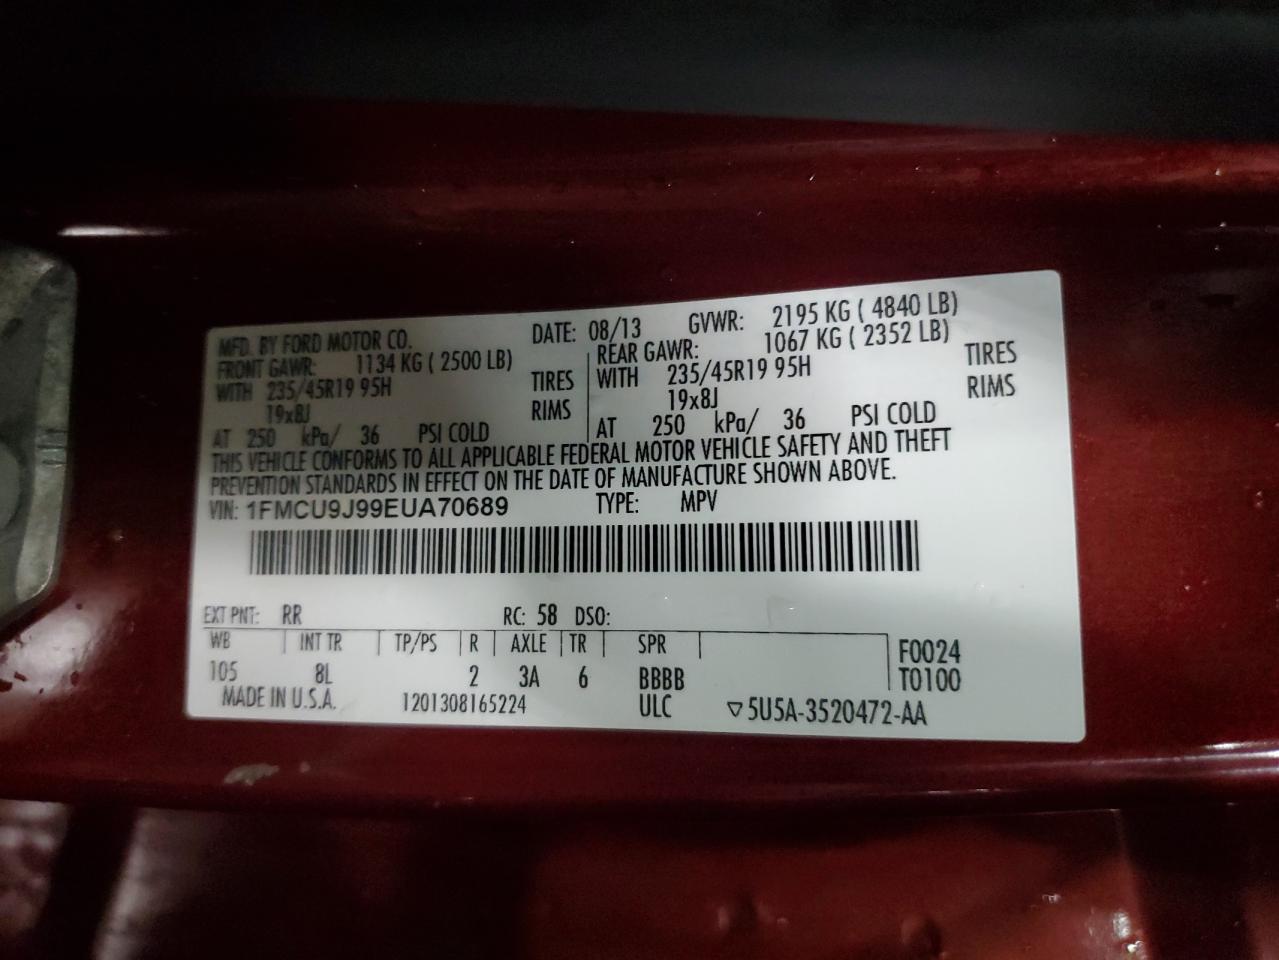 MFD. BY FORD MOTOR CO. DATE: 08/13 GVWR: 2195 KG ( 4840 LB)
FRONT GAWR: 1134 KG ( 2500 LB) REAR GAWR: 1067 KG ( 2352 LB)
WITH 235/45R19 95H TIRES WITH 235/45R19 95H TIRES
19x8J RIMS 19x8J RIMS
AT 250 kPa/ 36 PSI COLD AT 250 kPa/ 36 PSI COLD
THIS VEHICLE CONFORMS TO ALL APPLICABLE FEDERAL MOTOR VEHICLE SAFETY AND THEFT
PREVENTION STANDARDS IN EFFECT ON THE DATE OF MANUFACTURE SHOWN ABOVE.
VIN: 1FMCU9J99EUA70689 TYPE: MPV
EXT PNT: RR RC: 58 DSO:
WB INT TR TP/PS R AXLE TR SPR F0024
105 8L 2 3A 6 BBBB T0100
MADE IN U.S.A. 1201308165224 ULC ▽5U5A-3520472-AA